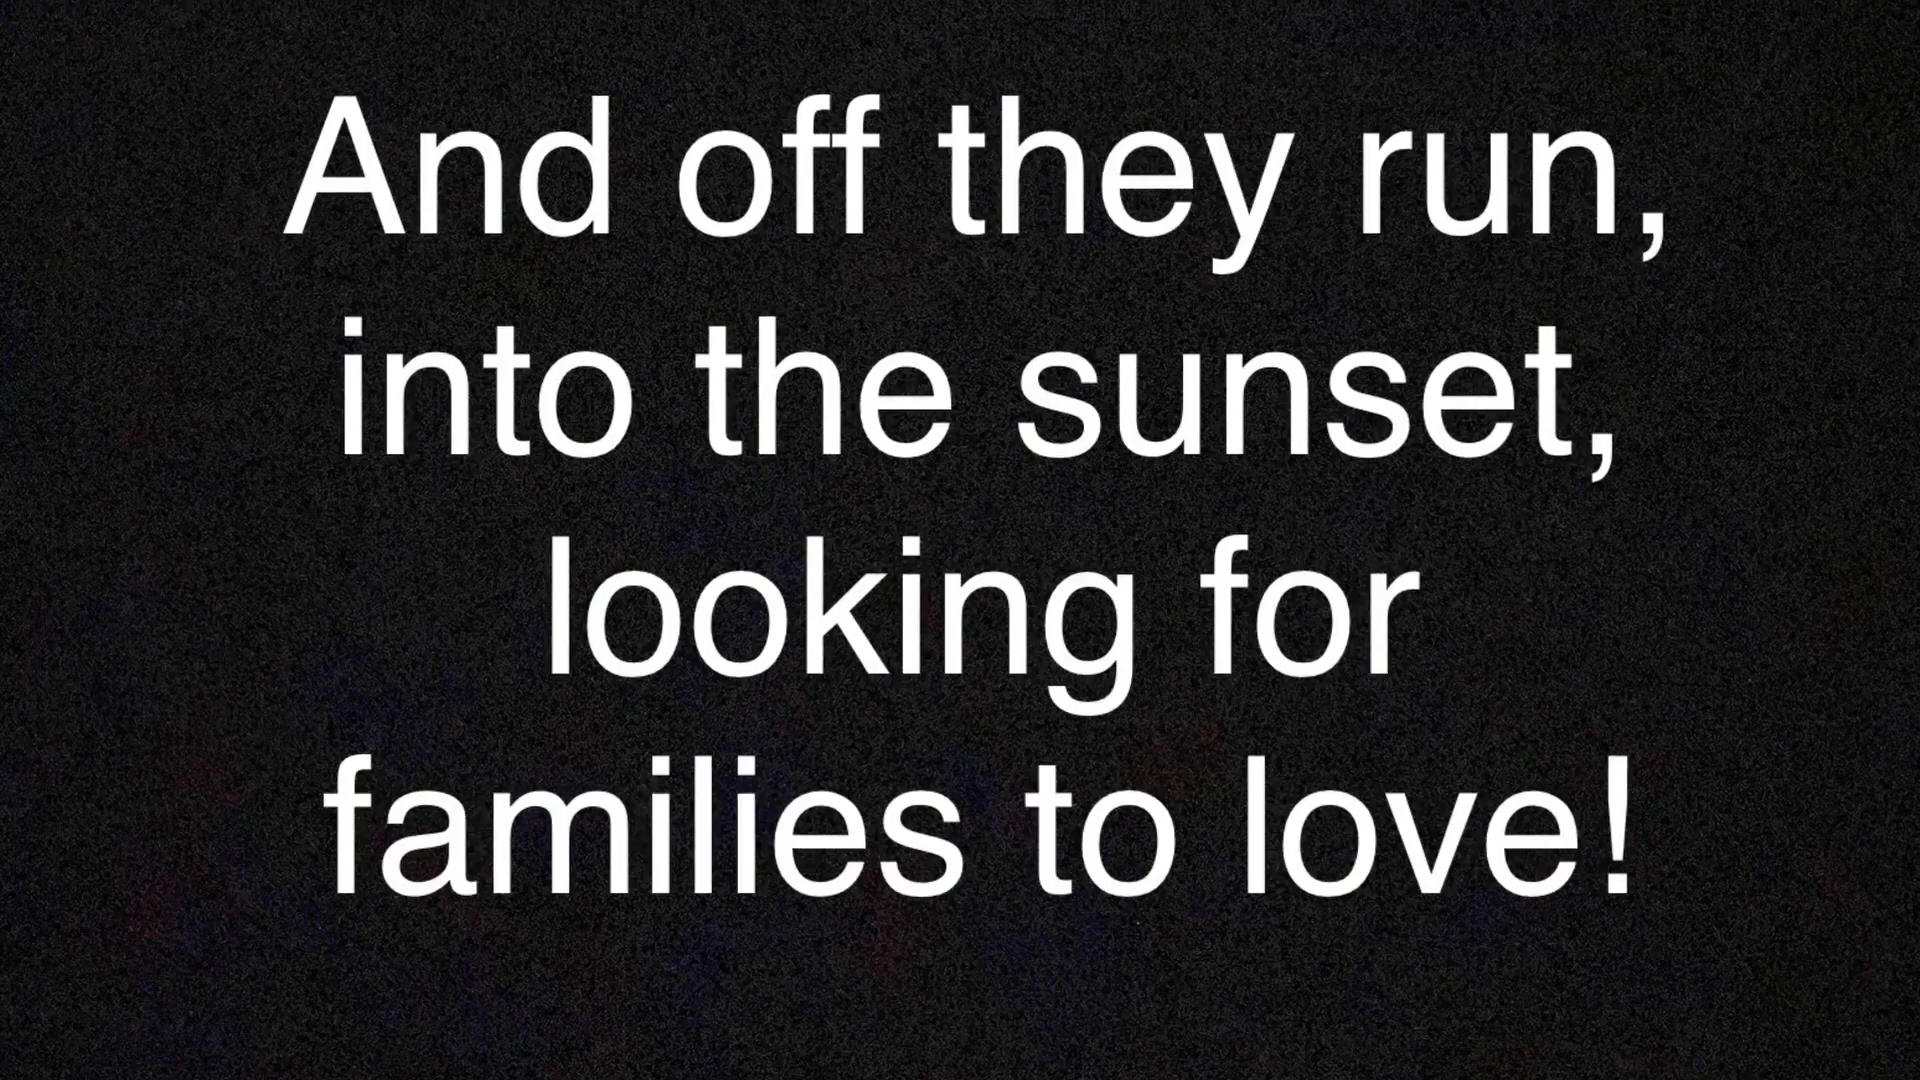 And off they run,
into the sunset,
looking for
families to love!